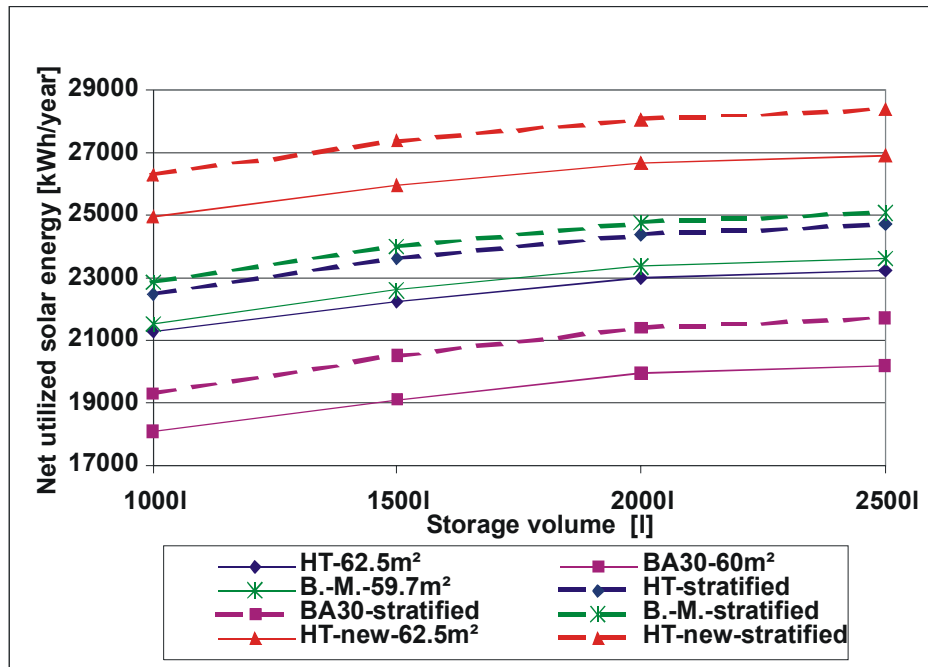 Net utilized solar energy [kWh/year]
29000
27000
25000
23000
21000
19000
17000
1000l
1500l
2000l
2500l
Storage volume [l]
HT-62.5m²
BA30-60m²
B.-M.-59.7m²
HT-stratified
BA30-stratified
B.-M.-stratified
HT-new-62.5m²
HT-new-stratified